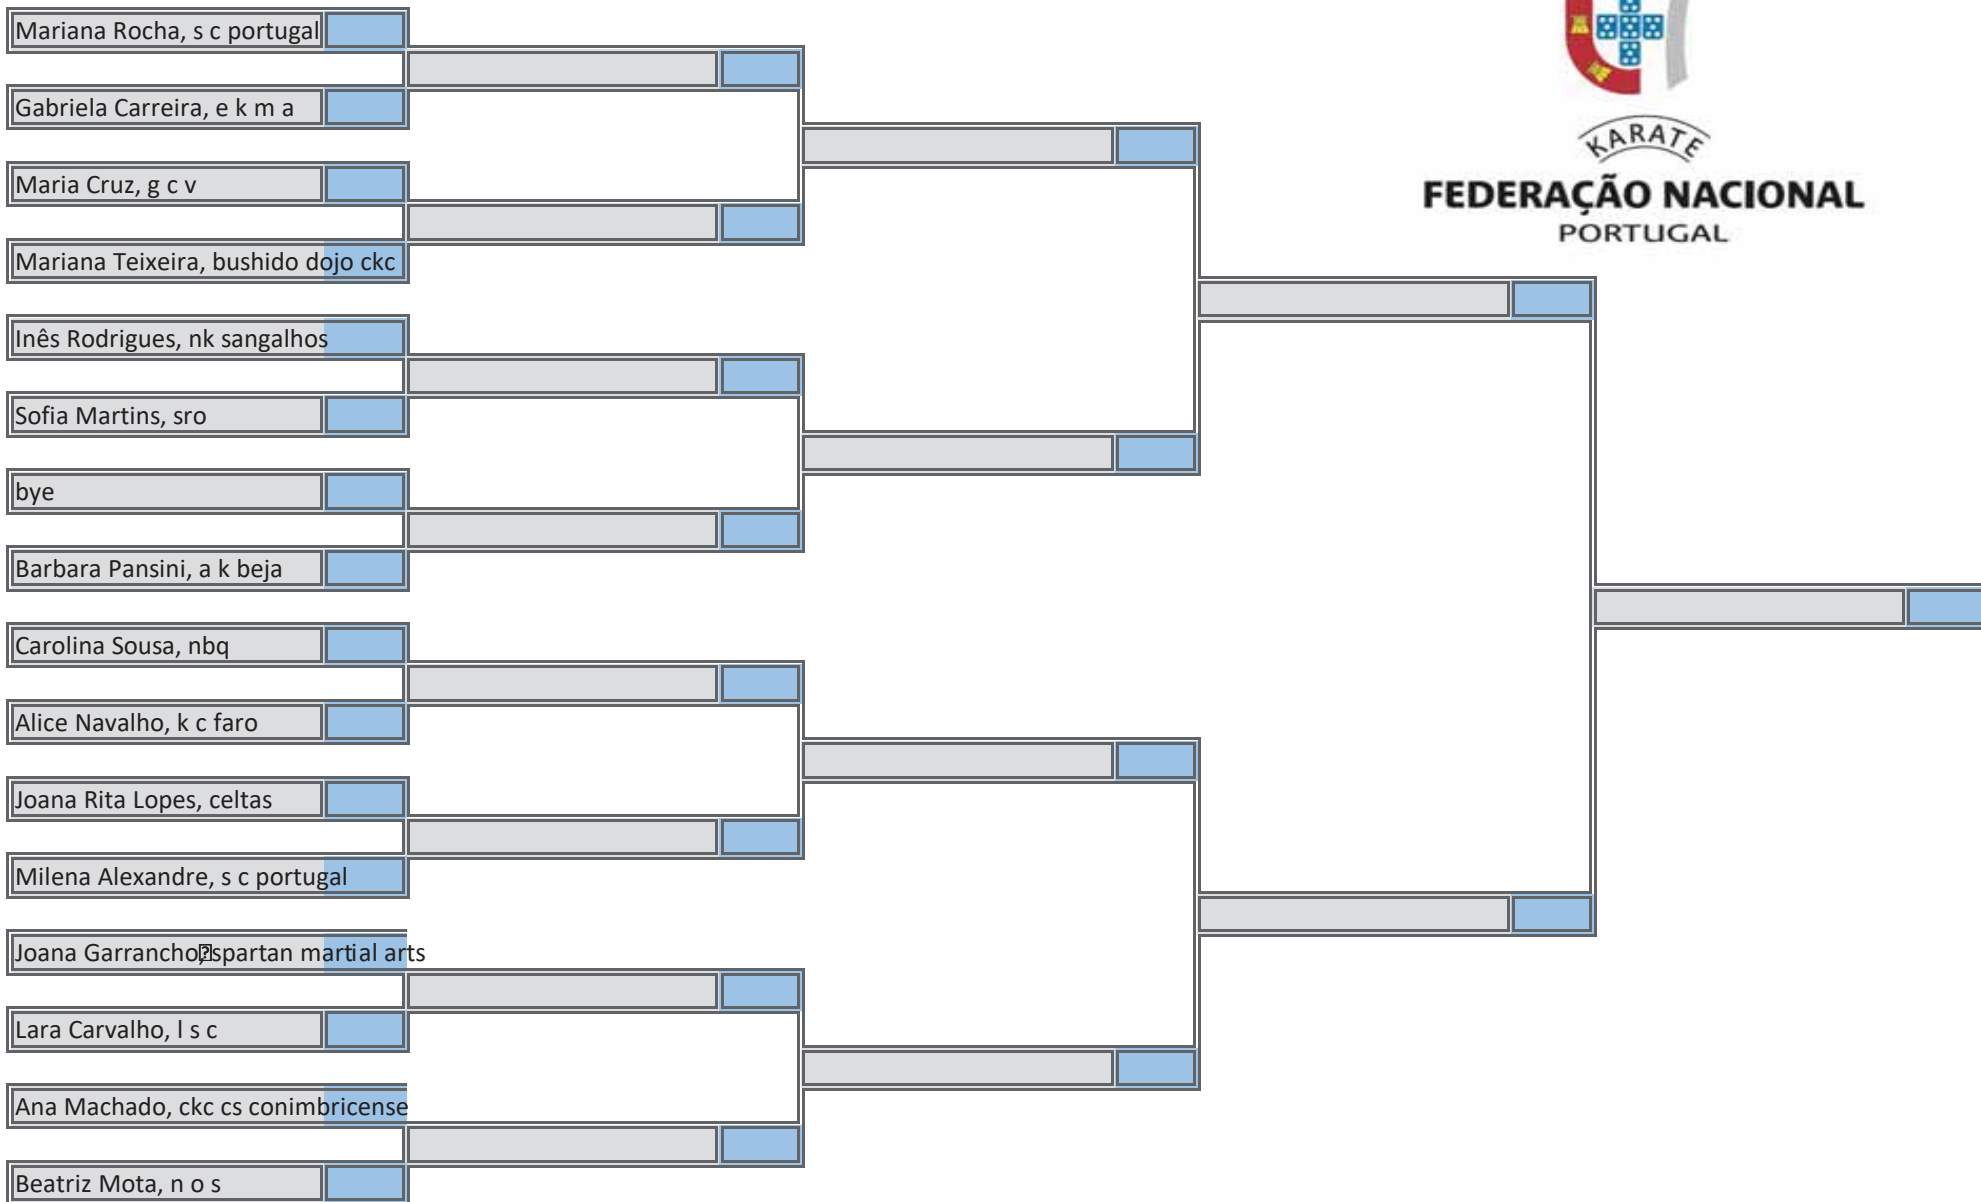 Mariana Rocha, s c portugal
Gabriela Carreira, e k m a
Maria Cruz, g c v
Mariana Teixeira, bushido dojo ckc
Inês Rodrigues, nk sangalhos
Sofia Martins, sro
bye
Barbara Pansini, a k beja
Carolina Sousa, nbq
Alice Navalho, k c faro
Joana Rita Lopes, celtas
Milena Alexandre, s c portugal
Joana Garrancho, spartan martial arts
Lara Carvalho, l s c
Ana Machado, ckc cs conimbricense
Beatriz Mota, n o s
KARATE
FEDERAÇÃO NACIONAL
PORTUGAL